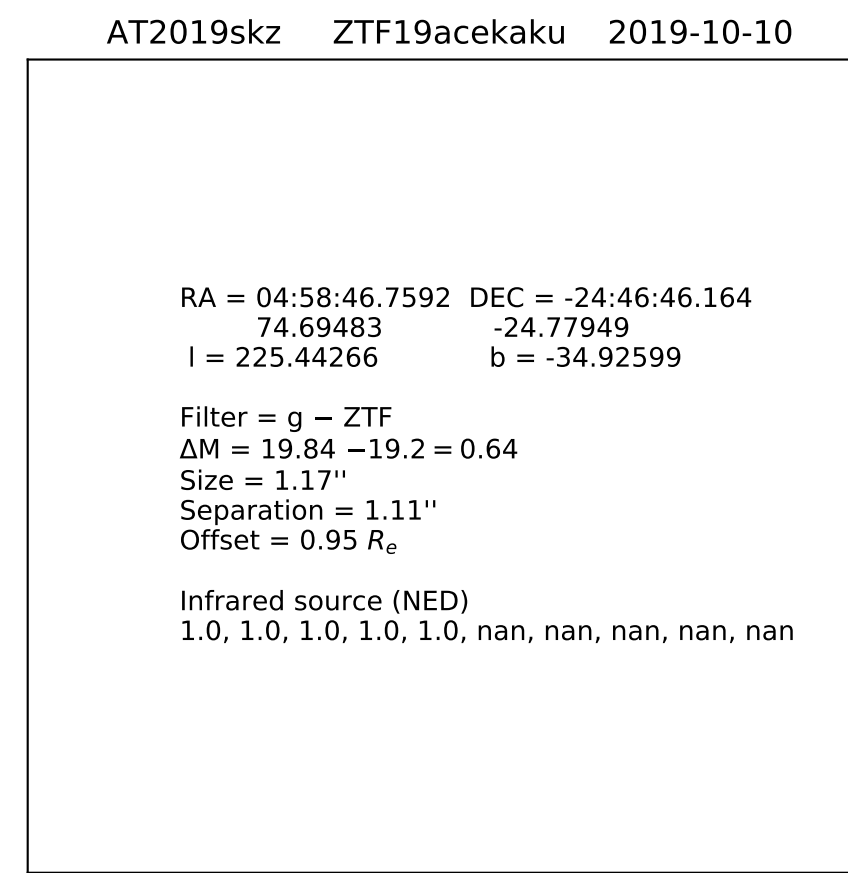 AT2019skz ZTF19acekaku 2019-10-10
RA = 04:58:46.7592 DEC = -24:46:46.164
74.69483 -24.77949
l = 225.44266 b = -34.92599
Filter = g − ZTF
ΔM = 19.84 −19.2 = 0.64
Size = 1.17''
Separation = 1.11''
Offset = 0.95 Re
Infrared source (NED)
1.0, 1.0, 1.0, 1.0, 1.0, nan, nan, nan, nan, nan